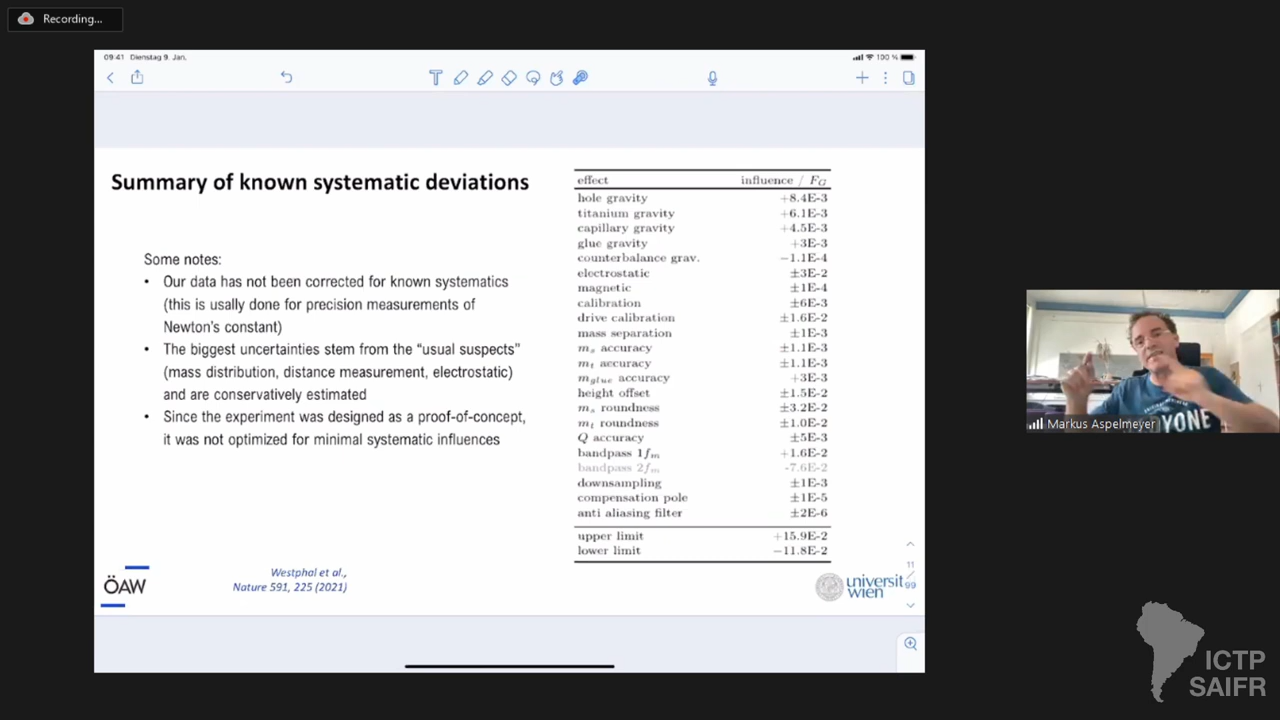 Recording...
09:41 Dienstag 9. Jan.
100 %
Summary of known systematic deviations
Some notes:
• Our data has not been corrected for known systematics
(this is usally done for precision measurements of
Newton's constant)
• The biggest uncertainties stem from the "usual suspects"
(mass distribution, distance measurement, electrostatic)
and are conservatively estimated
• Since the experiment was designed as a proof-of-concept,
it was not optimized for minimal systematic influences
effect influence / F_G
hole gravity +8.4E-3
titanium gravity +6.1E-3
capillary gravity +4.5E-3
glue gravity +3E-3
counterbalance grav. −1.1E-4
electrostatic ±3E-2
magnetic ±1E-4
calibration ±6E-3
drive calibration ±1.6E-2
mass separation ±1E-3
m_s accuracy ±1.1E-3
m_t accuracy ±1.1E-3
m_glue accuracy +3E-3
height offset ±1.5E-2
m_s roundness ±3.2E-2
m_t roundness ±1.0E-2
Q accuracy ±5E-3
bandpass 1f_m +1.6E-2
bandpass 2f_m -7.6E-2
downsampling ±1E-3
compensation pole ±1E-5
anti aliasing filter ±2E-6
upper limit +15.9E-2
lower limit −11.8E-2
ÖAW
Westphal et al.,
Nature 591, 225 (2021)
universit
wien
11
/
99
YONE
Markus Aspelmeyer
ICTP
SAIFR